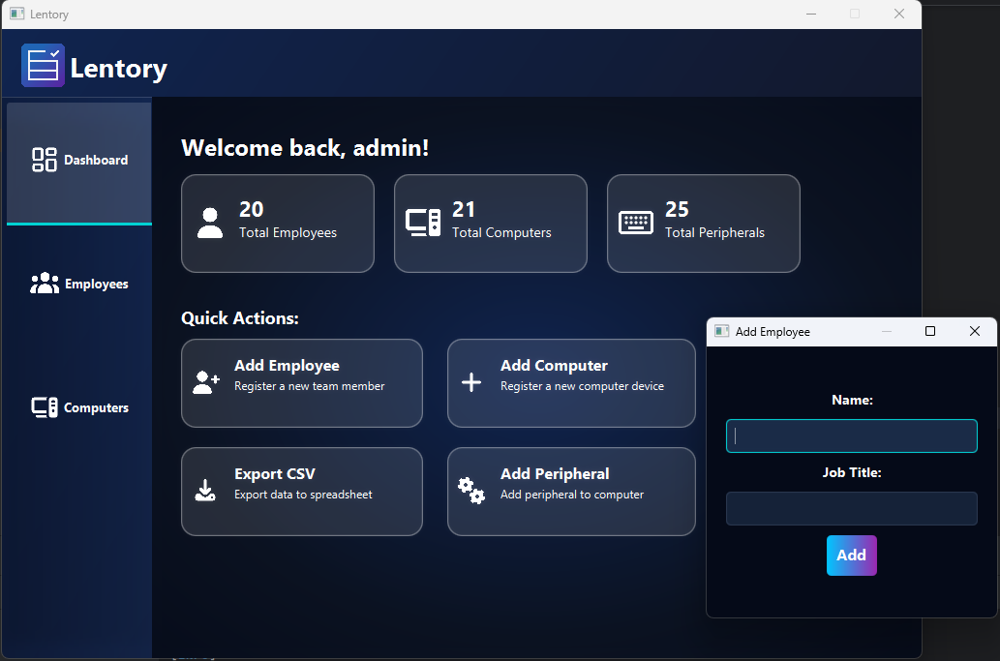 Lentory
Lentory
Dashboard
Employees
Computers
Welcome back, admin!
20
Total Employees
21
Total Computers
25
Total Peripherals
Quick Actions:
Add Employee
Register a new team member
Add Computer
Register a new computer device
Export CSV
Export data to spreadsheet
Add Peripheral
Add peripheral to computer
Add Employee
Name:
Job Title:
Add